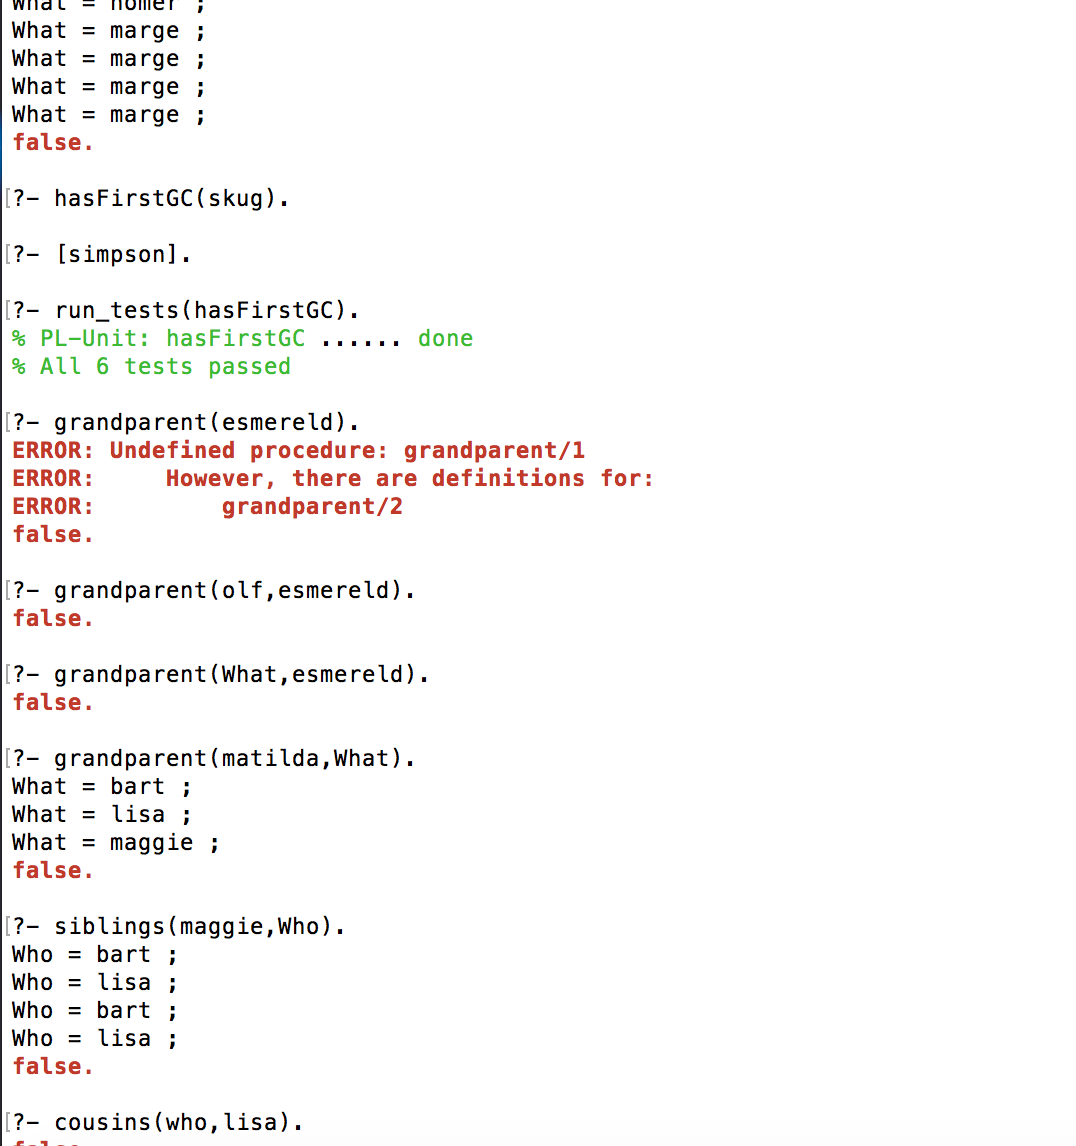 What = homer ;
What = marge ;
What = marge ;
What = marge ;
What = marge ;
false.
[?- hasFirstGC(skug).
[?- [simpson].
[?- run_tests(hasFirstGC).
% PL-Unit: hasFirstGC ...... done
% All 6 tests passed
[?- grandparent(esmereld).
ERROR: Undefined procedure: grandparent/1
ERROR:     However, there are definitions for:
ERROR:         grandparent/2
false.
[?- grandparent(olf,esmereld).
false.
[?- grandparent(What,esmereld).
false.
[?- grandparent(matilda,What).
What = bart ;
What = lisa ;
What = maggie ;
false.
[?- siblings(maggie,Who).
Who = bart ;
Who = lisa ;
Who = bart ;
Who = lisa ;
false.
[?- cousins(who,lisa).
false.